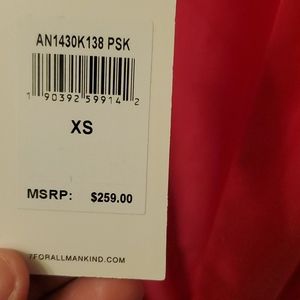 AN1430K138 PSK
1 90392 59914 2
XS
MSRP: $259.00
7FORALLMANKIND.COM